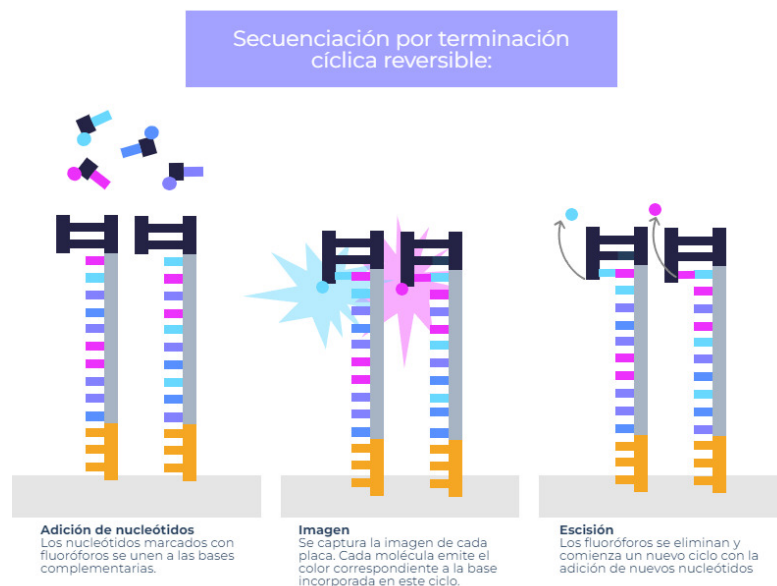 Secuenciación por terminación
cíclica reversible:
Adición de nucleótidos
Los nucleótidos marcados con
fluoróforos se unen a las bases
complementarias.
Imagen
Se captura la imagen de cada
placa. Cada molécula emite el
color correspondiente a la base
incorporada en este ciclo.
Escisión
Los fluoróforos se eliminan y
comienza un nuevo ciclo con la
adición de nuevos nucleótidos